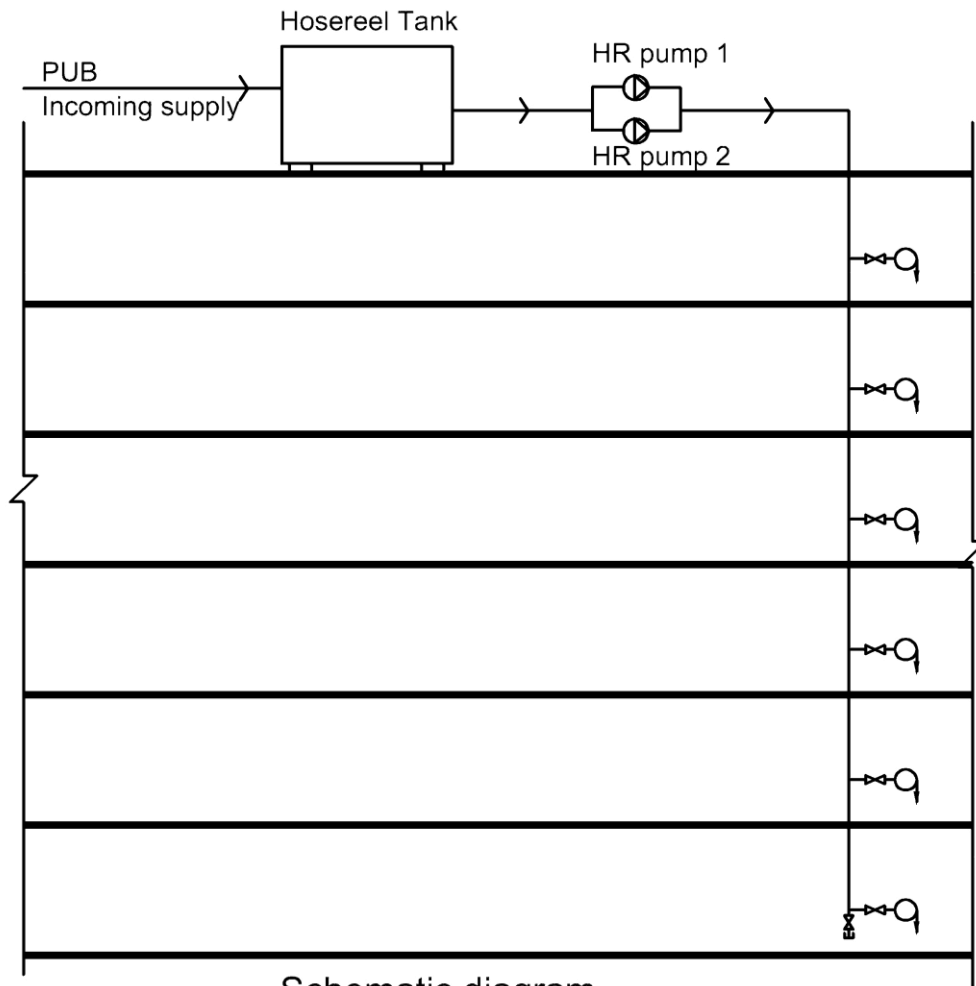 Hosereel Tank
HR pump 1
PUB
Incoming supply
HR pump 2
Schematic diagram